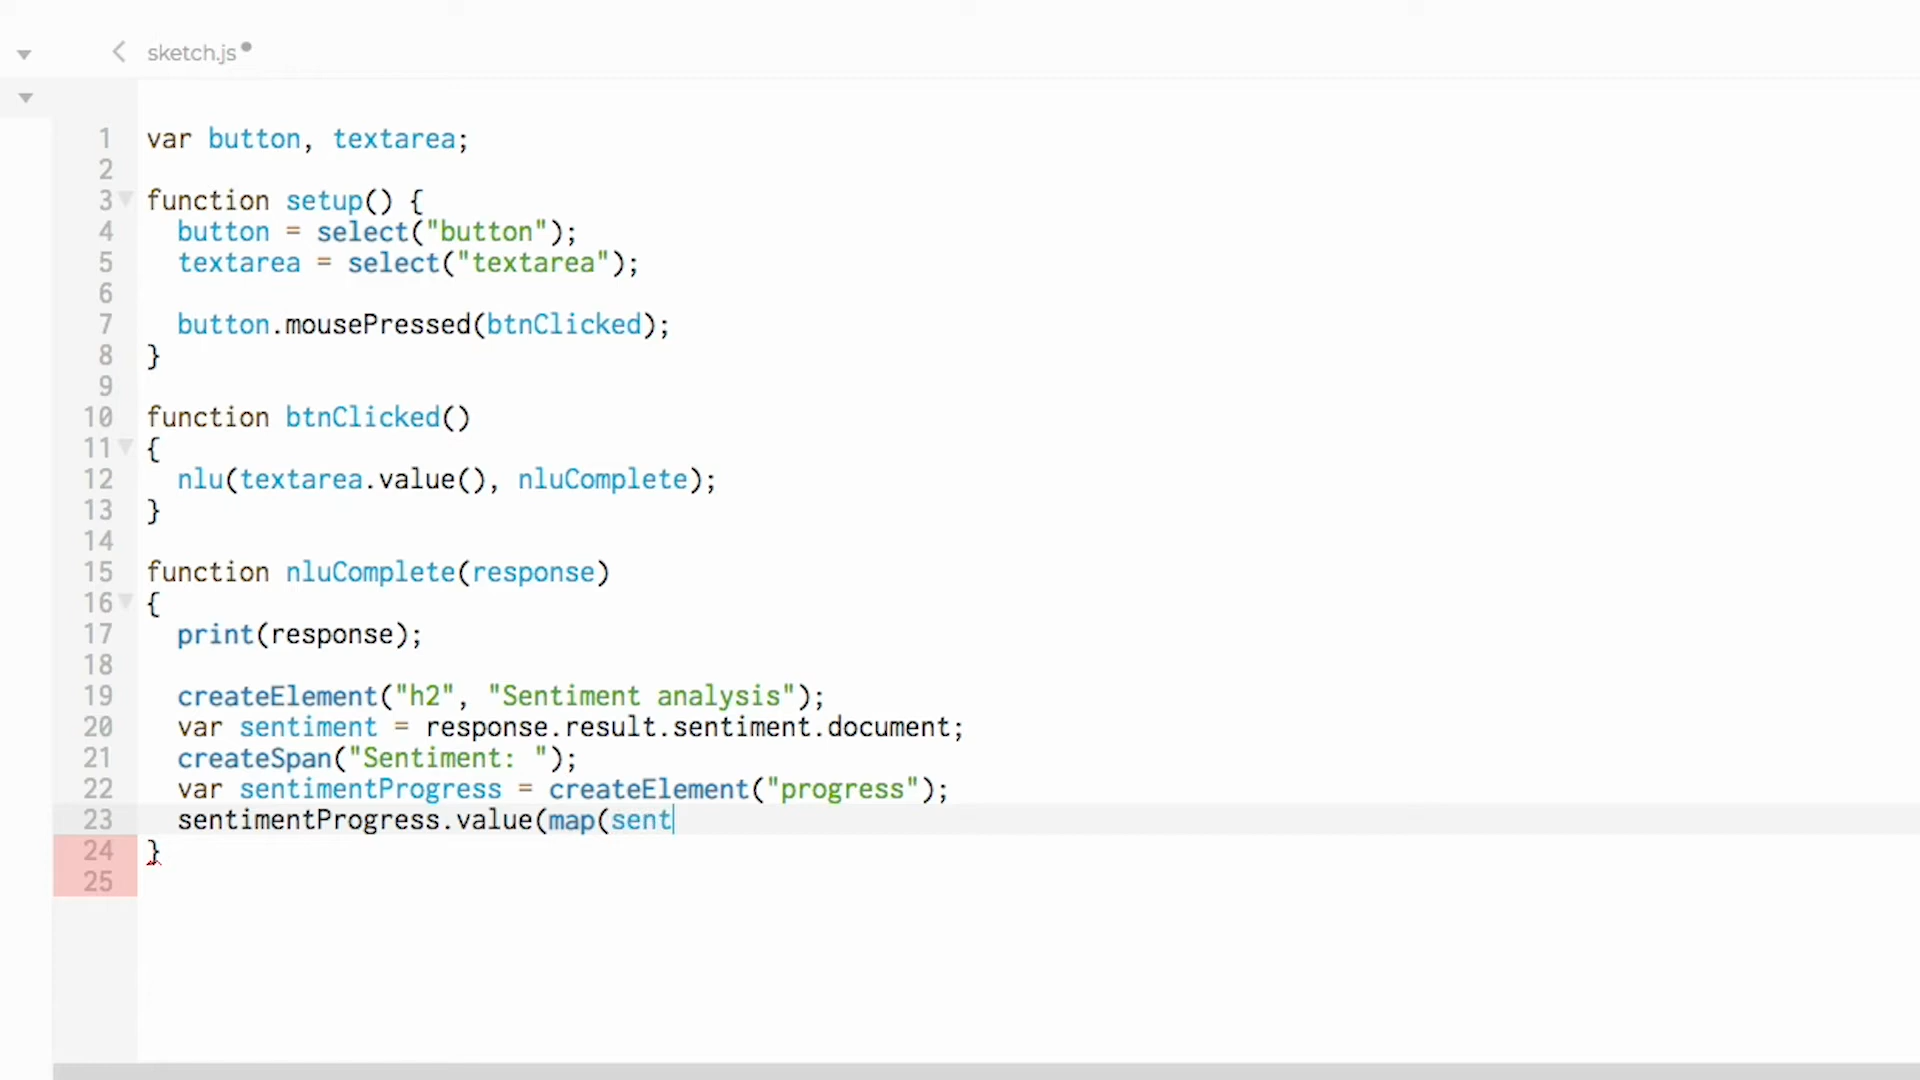 sketch.js
1 var button, textarea;
2
3 function setup() {
4 button = select("button");
5 textarea = select("textarea");
6
7 button.mousePressed(btnClicked);
8 }
9
10 function btnClicked()
11 {
12 nlu(textarea.value(), nluComplete);
13 }
14
15 function nluComplete(response)
16 {
17 print(response);
18
19 createElement("h2", "Sentiment analysis");
20 var sentiment = response.result.sentiment.document;
21 createSpan("Sentiment: ");
22 var sentimentProgress = createElement("progress");
23 sentimentProgress.value(map(sent
24 }
25